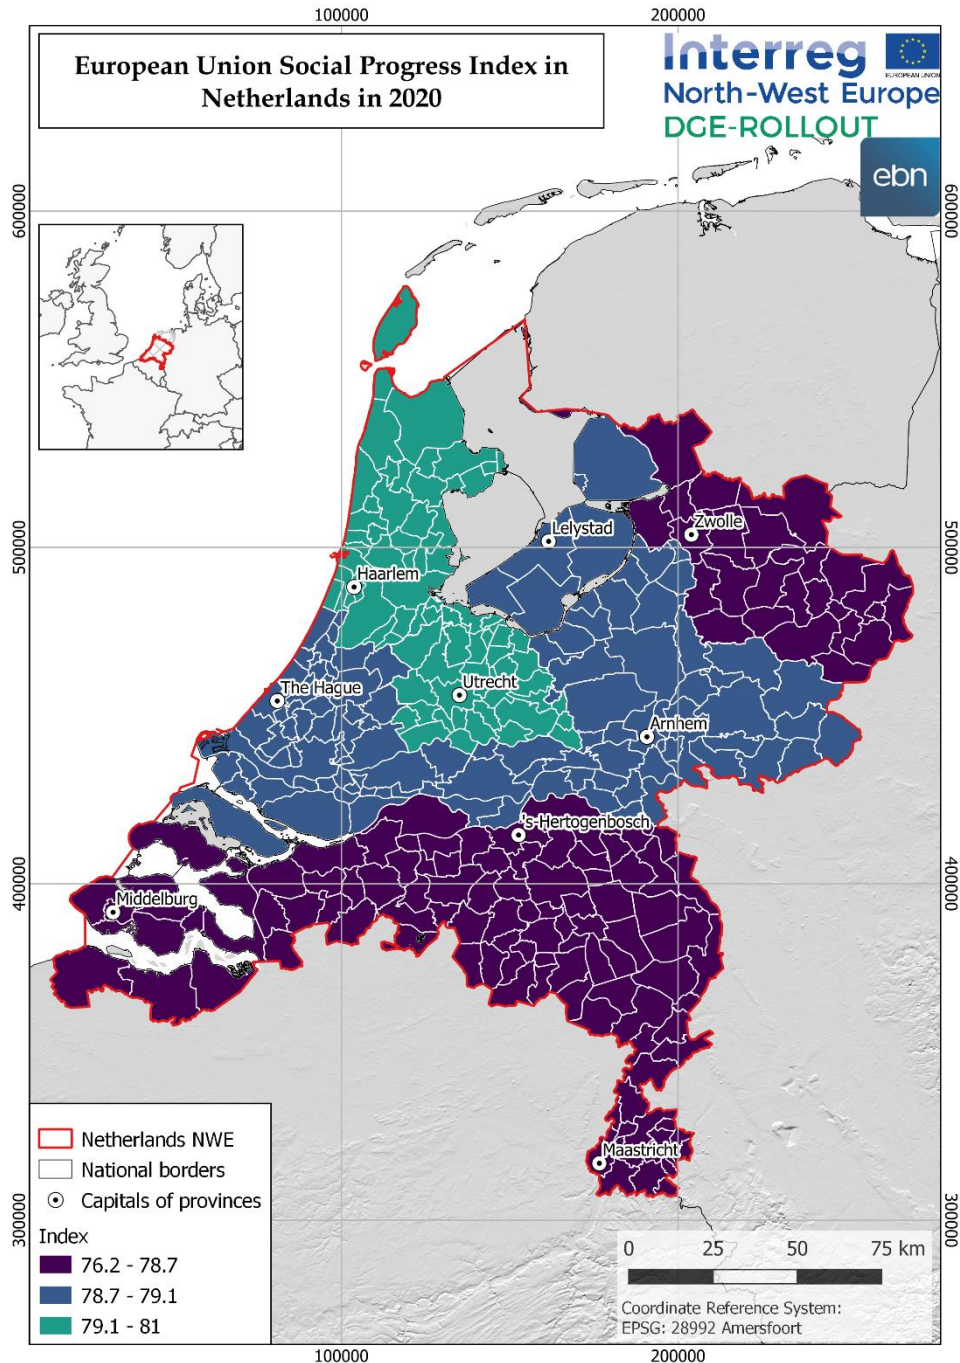 100000
200000
European Union Social Progress Index in
Netherlands in 2020
Interreg
EUROPEAN UNION
North-West Europe
DGE-ROLLOUT
ebn
600000
600000
Lelystad
Zwolle
500000
500000
Haarlem
The Hague
Utrecht
Arnhem
's-Hertogenbosch
400000
400000
Middelburg
Maastricht
Netherlands NWE
National borders
Capitals of provinces
Index
76.2 - 78.7
78.7 - 79.1
79.1 - 81
300000
300000
0 25 50 75 km
Coordinate Reference System:
EPSG: 28992 Amersfoort
100000
200000